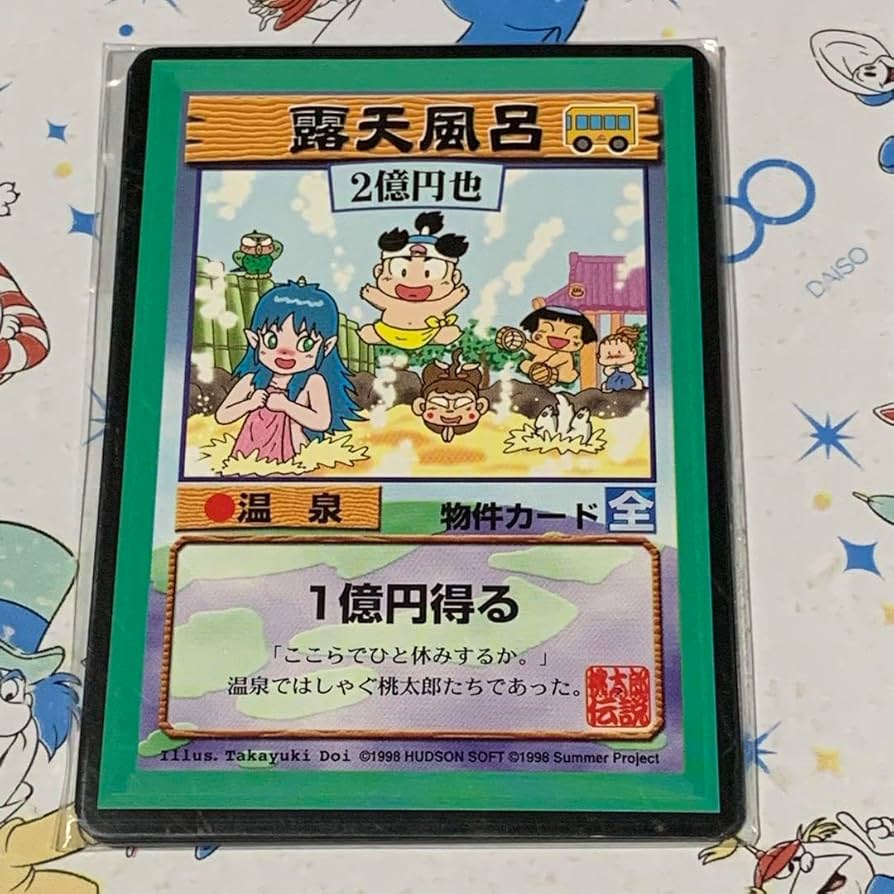 露天風呂
2億円也
温泉
物件カード 全
1億円得る
「ここらでひと休みするか。」
温泉ではしゃぐ桃太郎たちであった。
桃太郎
伝説
Illus. Takayuki Doi ©1998 HUDSON SOFT ©1998 Summer Project
DAISO